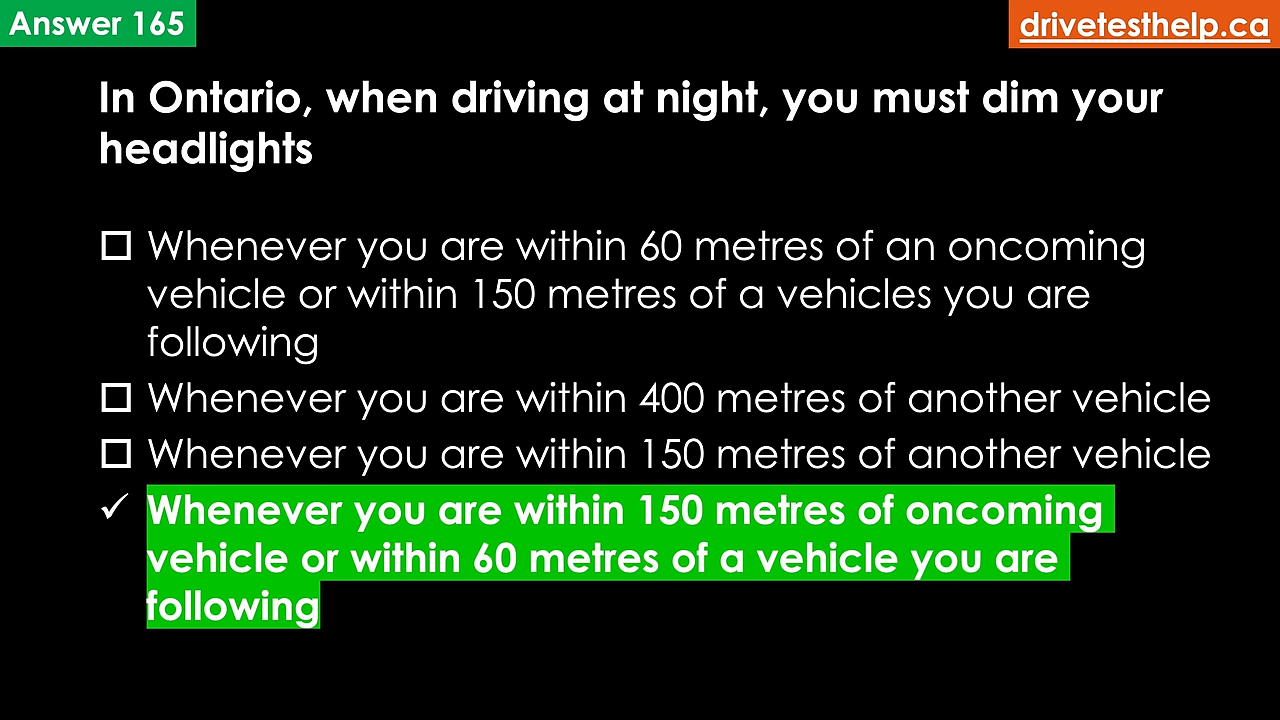 Answer 165
drivetesthelp.ca
In Ontario, when driving at night, you must dim your
headlights
Whenever you are within 60 metres of an oncoming
vehicle or within 150 metres of a vehicles you are
following
Whenever you are within 400 metres of another vehicle
Whenever you are within 150 metres of another vehicle
Whenever you are within 150 metres of oncoming
vehicle or within 60 metres of a vehicle you are
following